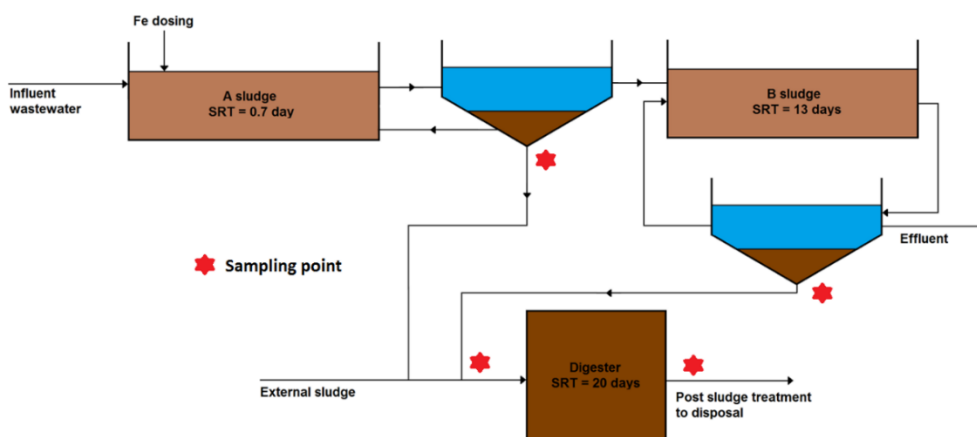 Fe dosing
Influent
wastewater
A sludge
SRT = 0.7 day
B sludge
SRT = 13 days
Effluent
Sampling point
External sludge
Digester
SRT = 20 days
Post sludge treatment
to disposal